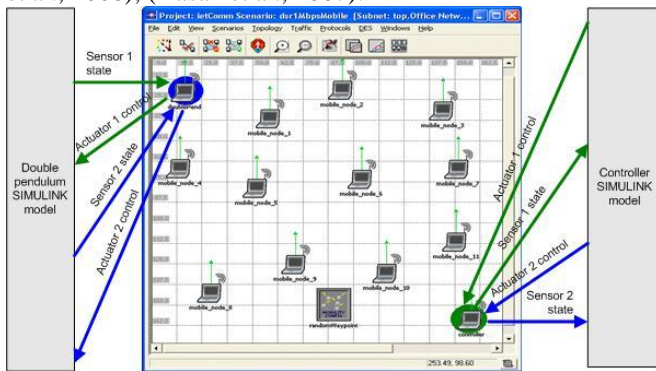 Project: ietComm Scenario: dsr1MbpsMobile [Subnet: top.Office Netw...
File Edit View Scenarios Topology Traffic Protocols DES Windows Help
Sensor 1
state
Actuator 1 control
Sensor 2 state
Actuator 2 control
Double
pendulum
SIMULINK
model
mobile_node_1
mobile_node_2
mobile_node_3
mobile_node_4
mobile_node_5
mobile_node_6
mobile_node_7
mobile_node_8
mobile_node_9
mobile_node_10
mobile_node_11
randomWaypoint
controller
253.49, 98.60
Actuator 1 control
Sensor 1 state
Actuator 2 control
Sensor 2
state
Controller
SIMULINK
model